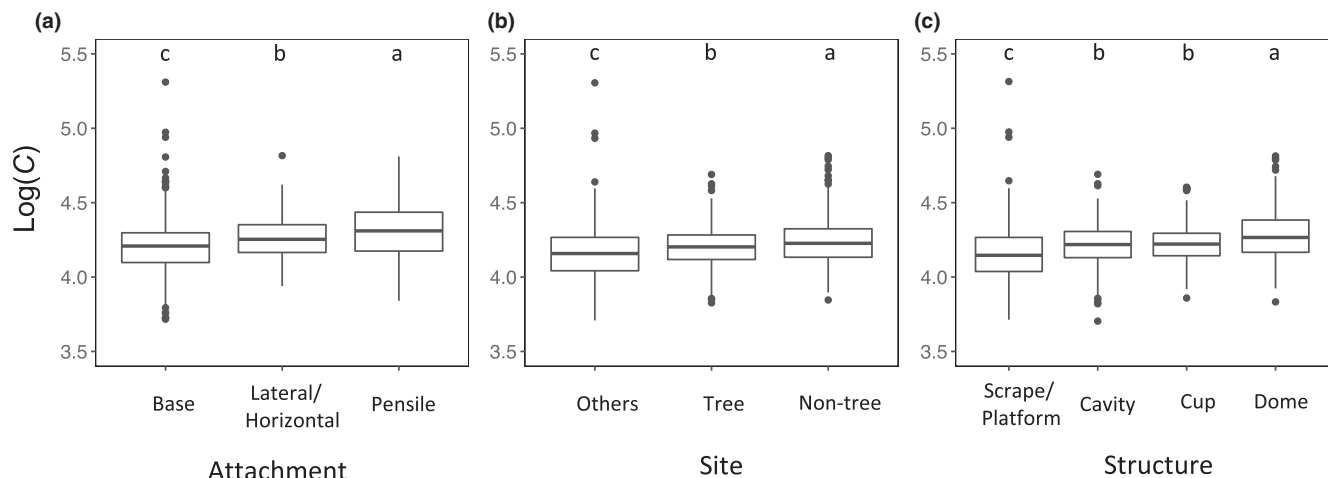 (a)
5.5
5.0
4.5
4.0
3.5
Log(C)
c b a
Base
Lateral/
Horizontal
Pensile
Attachment
(b)
5.5
5.0
4.5
4.0
3.5
c b a
Others Tree Non-tree
Site
(c)
5.5
5.0
4.5
4.0
3.5
c b b a
Scrape/
Platform
Cavity Cup Dome
Structure